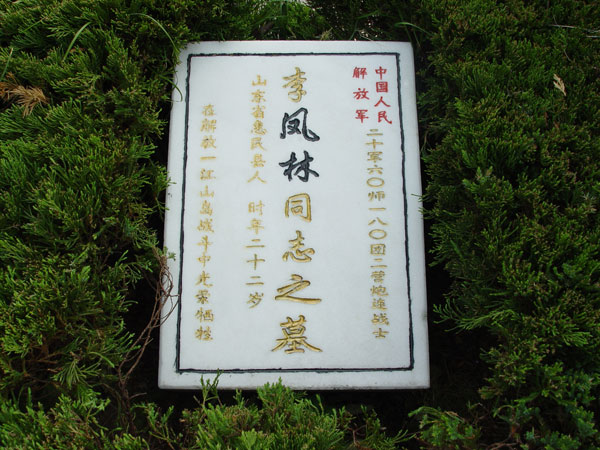 中国人民
解放军
二十军六〇师一八〇团二营炮连战士
李凤林同志之墓
山东省惠民县人 时年二十二岁
在解放一江山岛战斗中光荣牺牲